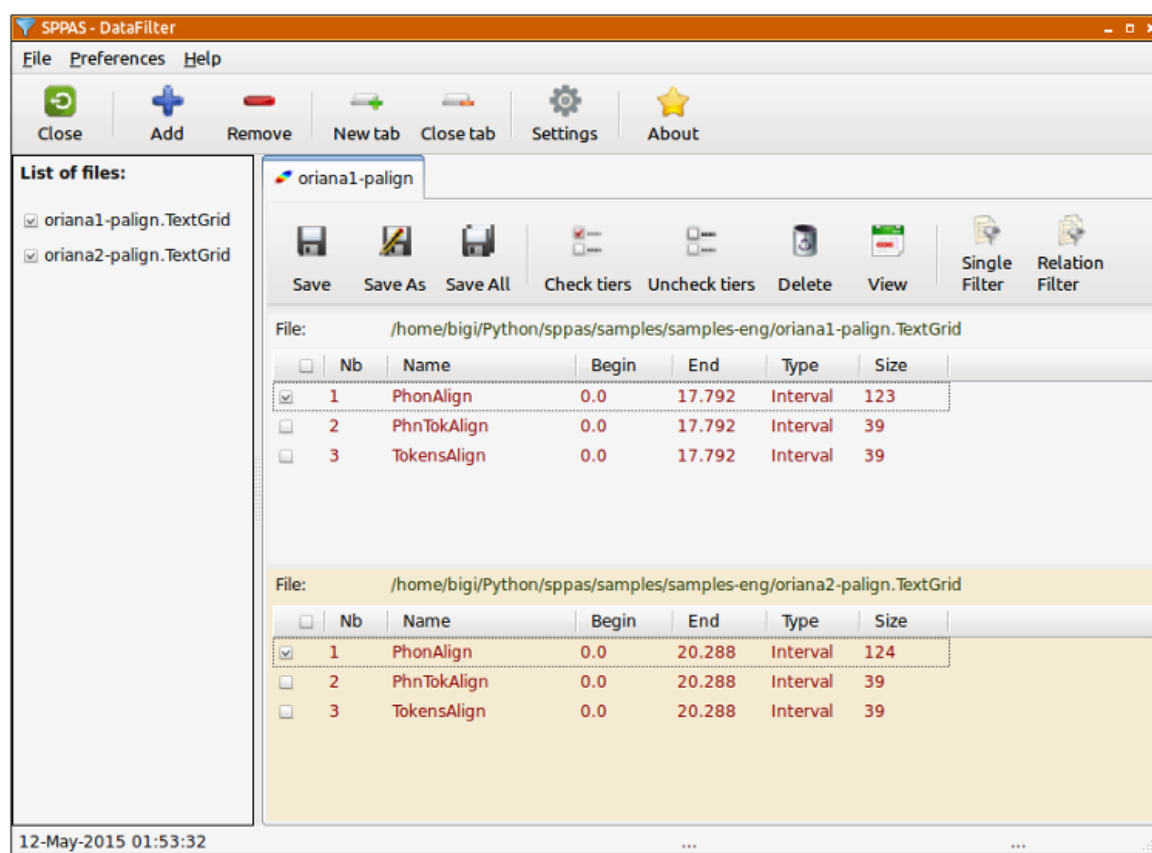 SPPAS - DataFilter
File Preferences Help
Close Add Remove New tab Close tab Settings About
List of files:
oriana1-palign.TextGrid
oriana2-palign.TextGrid
oriana1-palign
Save Save As Save All Check tiers Uncheck tiers Delete View Single Filter Relation Filter
File: /home/bigi/Python/sppas/samples/samples-eng/oriana1-palign.TextGrid
Nb Name Begin End Type Size
1 PhonAlign 0.0 17.792 Interval 123
2 PhnTokAlign 0.0 17.792 Interval 39
3 TokensAlign 0.0 17.792 Interval 39
File: /home/bigi/Python/sppas/samples/samples-eng/oriana2-palign.TextGrid
Nb Name Begin End Type Size
1 PhonAlign 0.0 20.288 Interval 124
2 PhnTokAlign 0.0 20.288 Interval 39
3 TokensAlign 0.0 20.288 Interval 39
12-May-2015 01:53:32 ... ...